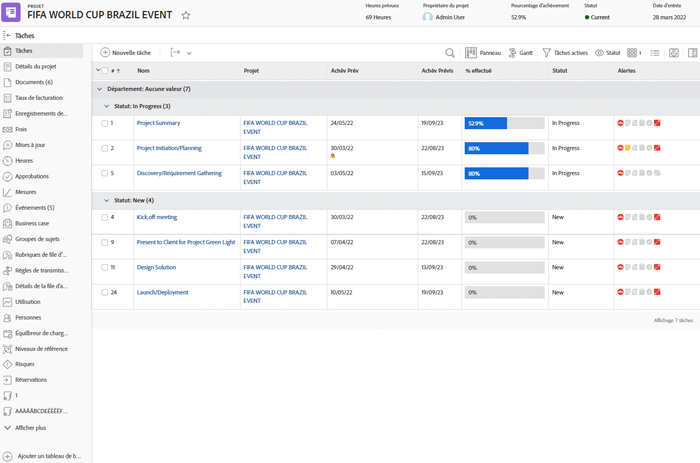 PROJET
FIFA WORLD CUP BRAZIL EVENT
Heures prévues
69 Heures
Propriétaire du projet
Admin User
Pourcentage d'achèvement
52.9%
Statut
Current
Date d'entrée
28 mars 2022
Tâches
Tâches
Détails du projet
Documents (6)
Taux de facturation
Enregistrements de...
Frais
Mises à jour
Heures
Approbations
Mesures
Événements (5)
Business case
Groupes de sujets
Rubriques de file d'...
Règles de transmiss...
Détails de la file d'a...
Utilisation
Personnes
Équilibreur de charg...
Niveaux de référence
Risques
Réservations
1
Afficher plus
Ajouter un tableau de b...
Nouvelle tâche
Panneau
Gantt
Tâches actives
Statut
1
# Nom Projet Achèv Prév Achèv Prévis % effectué Statut Alertes
Département: Aucune valeur (7)
Statut: In Progress (3)
1 Project Summary FIFA WORLD CUP BRAZIL EVENT 24/05/22 19/09/23 52.9% In Progress
2 Project Initiation/Planning FIFA WORLD CUP BRAZIL EVENT 30/03/22 22/08/23 80% In Progress
5 Discovery/Requirement Gathering FIFA WORLD CUP BRAZIL EVENT 03/05/22 15/09/23 80% In Progress
Statut: New (4)
4 Kick off meeting FIFA WORLD CUP BRAZIL EVENT 30/03/22 22/08/23 0% New
9 Present to Client for Project Green Light FIFA WORLD CUP BRAZIL EVENT 07/04/22 22/08/23 0% New
11 Design Solution FIFA WORLD CUP BRAZIL EVENT 29/04/22 13/09/23 0% New
24 Launch/Deployment FIFA WORLD CUP BRAZIL EVENT 10/05/22 19/09/23 0% New
Affichage 7 tâches